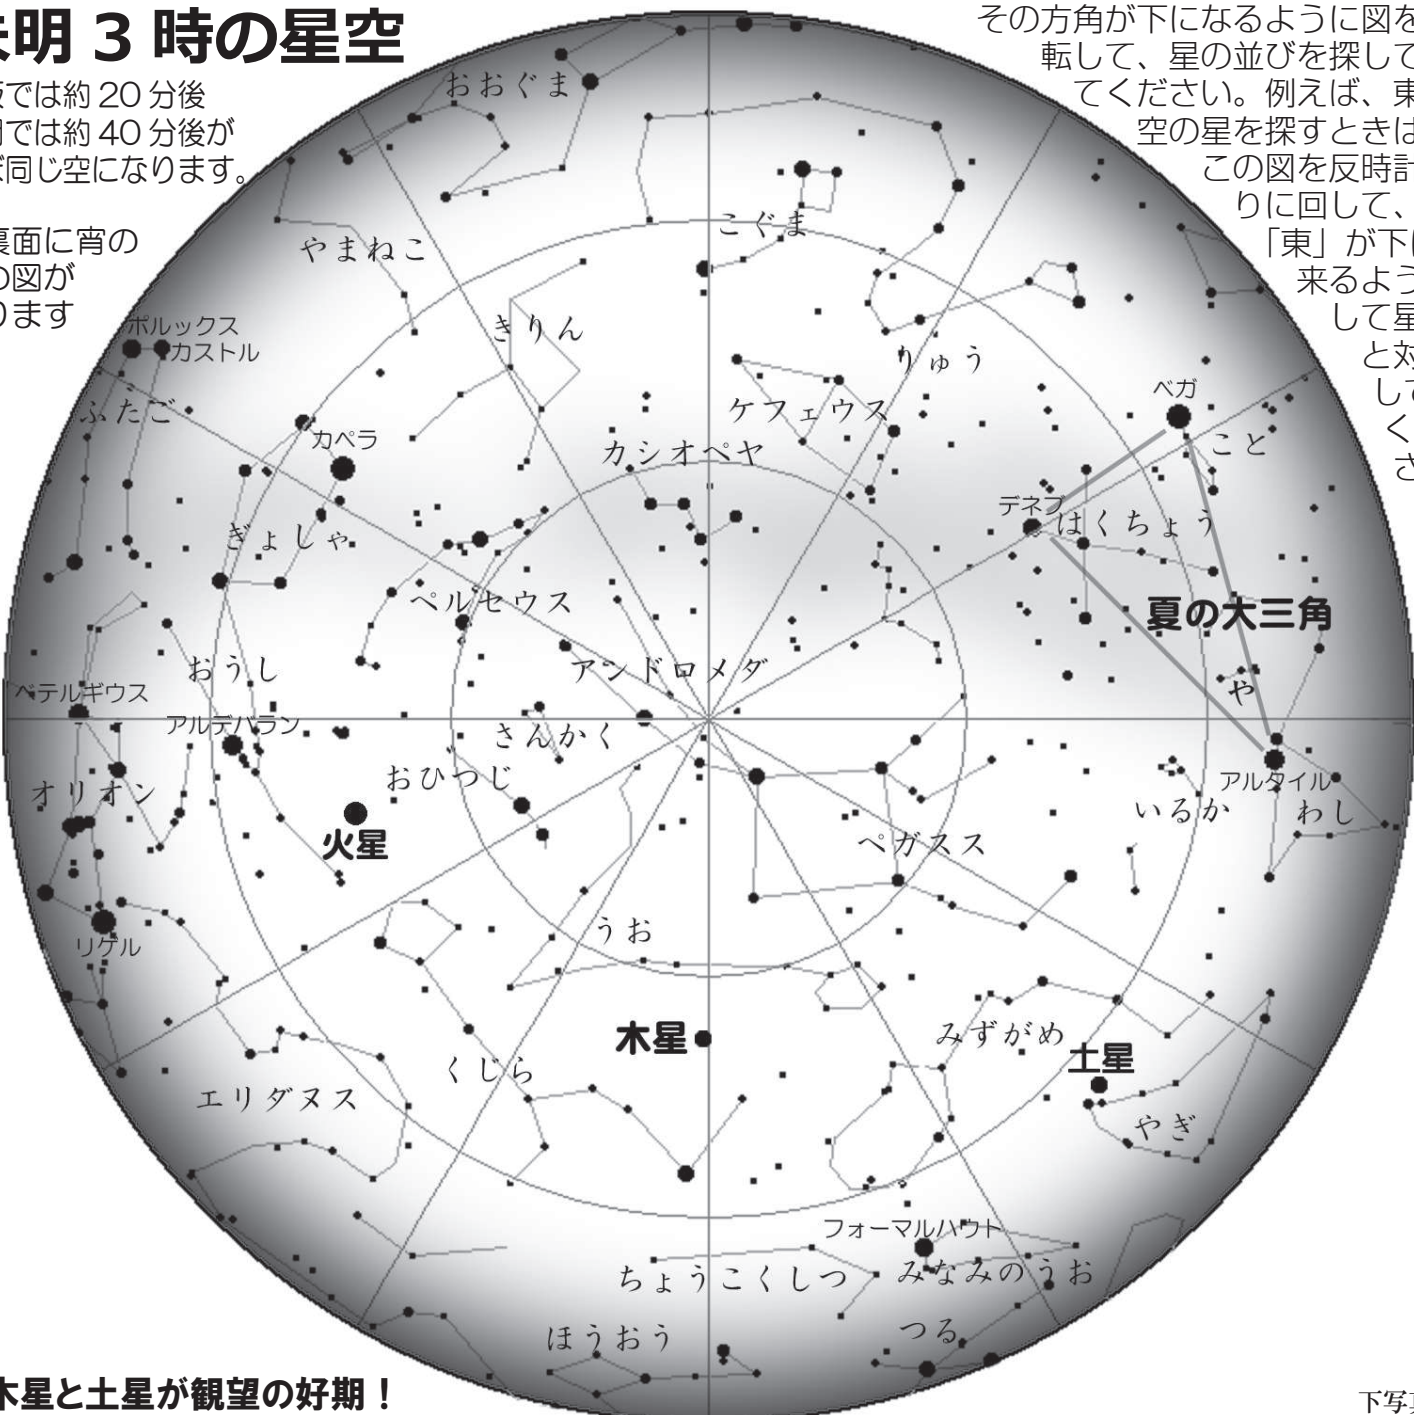 明 3 時の星空
では約 20 分後
では約 40 分後が
同じ空になります。
裏面に宵の
の図が
ります
その方角が下になるように図を
転して、星の並びを探して
てください。例えば、東
空の星を探すときは
この図を反時計
りに回して、
「東」が下に
来るよう
して星
と対
して
く
さ
おおぐま
こぐま
やまねこ
きりん
ポルックス
カストル
ふたご
りゅう
ケフェウス
ベガ
こと
カペラ
カシオペヤ
デネブ
はくちょう
ぎょしゃ
ペルセウス
夏の大三角
おうし
アンドロメダ
ベテルギウス
や
アルデバラン
さんかく
おひつじ
オリオン
アルタイル
いるか
わし
火星
ペガスス
リゲル
うお
木星
みずがめ
土星
くじら
エリダヌス
やぎ
フォーマルハウト
ちょうこくしつ
みなみのうお
ほうおう
つる
木星と土星が観望の好期！
下写